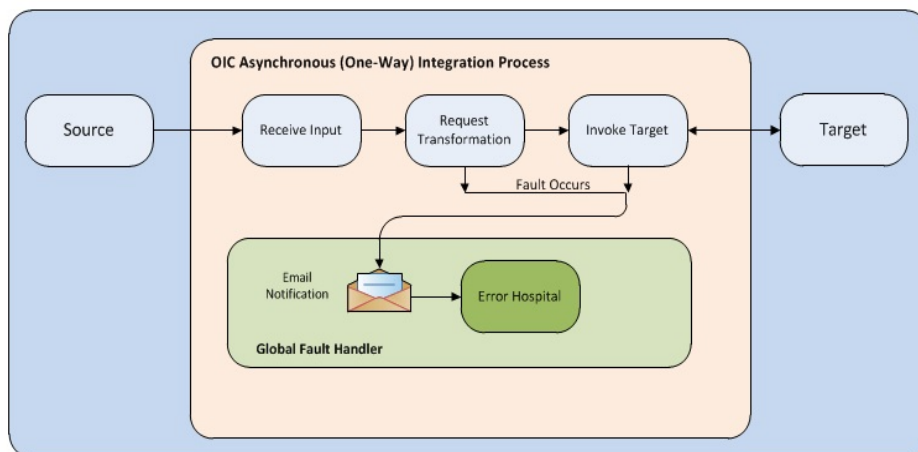 OIC Asynchronous (One-Way) Integration Process
Source
Receive Input
Request
Transformation
Invoke Target
Target
Fault Occurs
Email
Notification
Error Hospital
Global Fault Handler